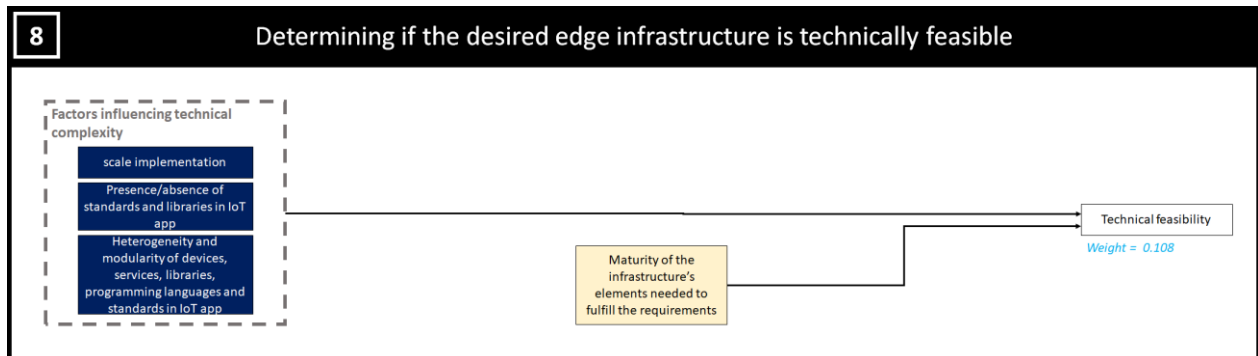 8
Determining if the desired edge infrastructure is technically feasible
Factors influencing technical
complexity
scale implementation
Presence/absence of
standards and libraries in IoT
app
Heterogeneity and
modularity of devices,
services, libraries,
programming languages and
standards in IoT app
Maturity of the
infrastructure's
elements needed to
fulfill the requirements
Technical feasibility
Weight = 0.108